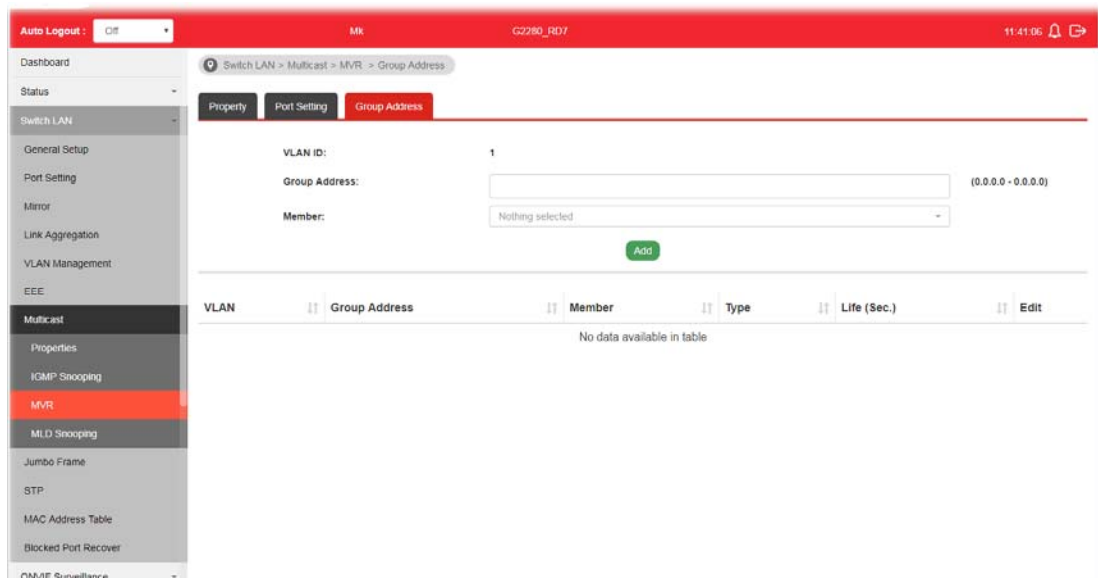 Auto Logout : Off Mk G2280_RD7 11:41:06
Dashboard
Switch LAN > Multicast > MVR > Group Address
Status
Property Port Setting Group Address
Switch LAN
General Setup
VLAN ID: 1
Port Setting
Group Address: (0.0.0.0 - 0.0.0.0)
Mirror
Member: Nothing selected
Link Aggregation
Add
VLAN Management
EEE
VLAN Group Address Member Type Life (Sec.) Edit
Multicast
No data available in table
Properties
IGMP Snooping
MVR
MLD Snooping
Jumbo Frame
STP
MAC Address Table
Blocked Port Recover
ONVIF Surveillance